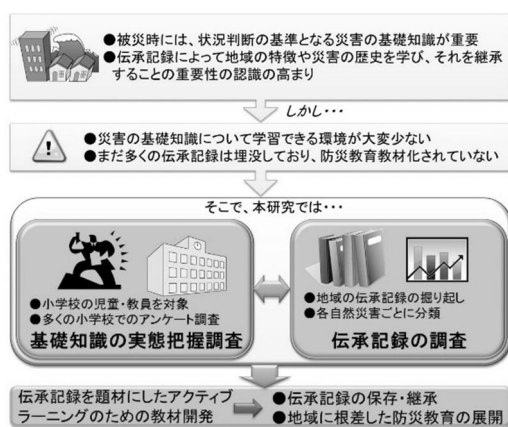 ●被災時には、状況判断の基準となる災害の基礎知識が重要
●伝承記録によって地域の特徴や災害の歴史を学び、それを継承
することの重要性の認識の高まり
しかし・・・
●災害の基礎知識について学習できる環境が大変少ない
●まだ多くの伝承記録は埋没しており、防災教育教材化されていない
そこで、本研究では・・・
●小学校の児童・教員を対象
●多くの小学校でのアンケート調査
基礎知識の実態把握調査
●地域の伝承記録の掘り起し
●各自然災害ごとに分類
伝承記録の調査
伝承記録を題材にしたアクティブ
ラーニングのための教材開発
●伝承記録の保存・継承
●地域に根差した防災教育の展開